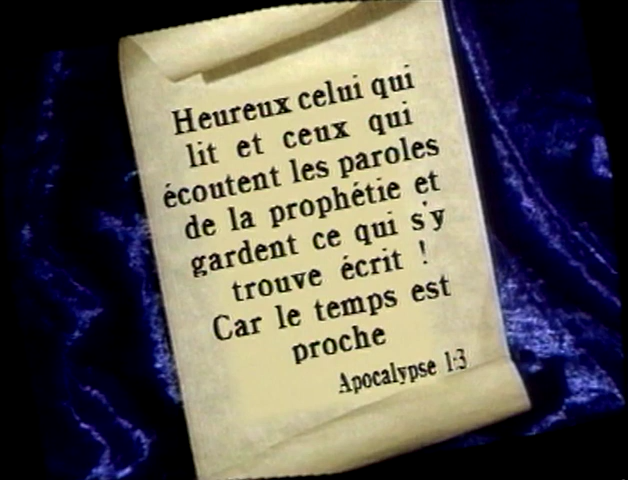 Heureux celui qui
lit et ceux qui
écoutent les paroles
de la prophétie et
gardent ce qui s'y
trouve écrit !
Car le temps est
proche
Apocalypse 1:3